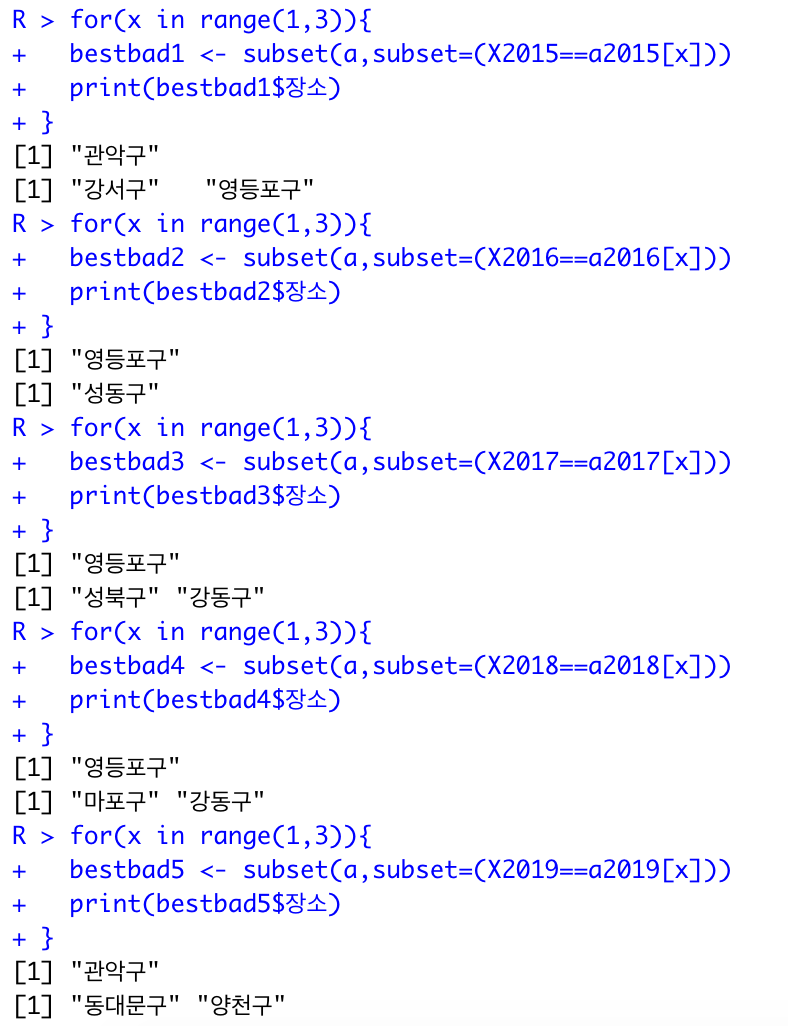 R > for(x in range(1,3)){
+   bestbad1 <- subset(a,subset=(X2015==a2015[x]))
+   print(bestbad1$장소)
+ }
[1] "관악구"
[1] "강서구"   "영등포구"
R > for(x in range(1,3)){
+   bestbad2 <- subset(a,subset=(X2016==a2016[x]))
+   print(bestbad2$장소)
+ }
[1] "영등포구"
[1] "성동구"
R > for(x in range(1,3)){
+   bestbad3 <- subset(a,subset=(X2017==a2017[x]))
+   print(bestbad3$장소)
+ }
[1] "영등포구"
[1] "성북구" "강동구"
R > for(x in range(1,3)){
+   bestbad4 <- subset(a,subset=(X2018==a2018[x]))
+   print(bestbad4$장소)
+ }
[1] "영등포구"
[1] "마포구" "강동구"
R > for(x in range(1,3)){
+   bestbad5 <- subset(a,subset=(X2019==a2019[x]))
+   print(bestbad5$장소)
+ }
[1] "관악구"
[1] "동대문구" "양천구"